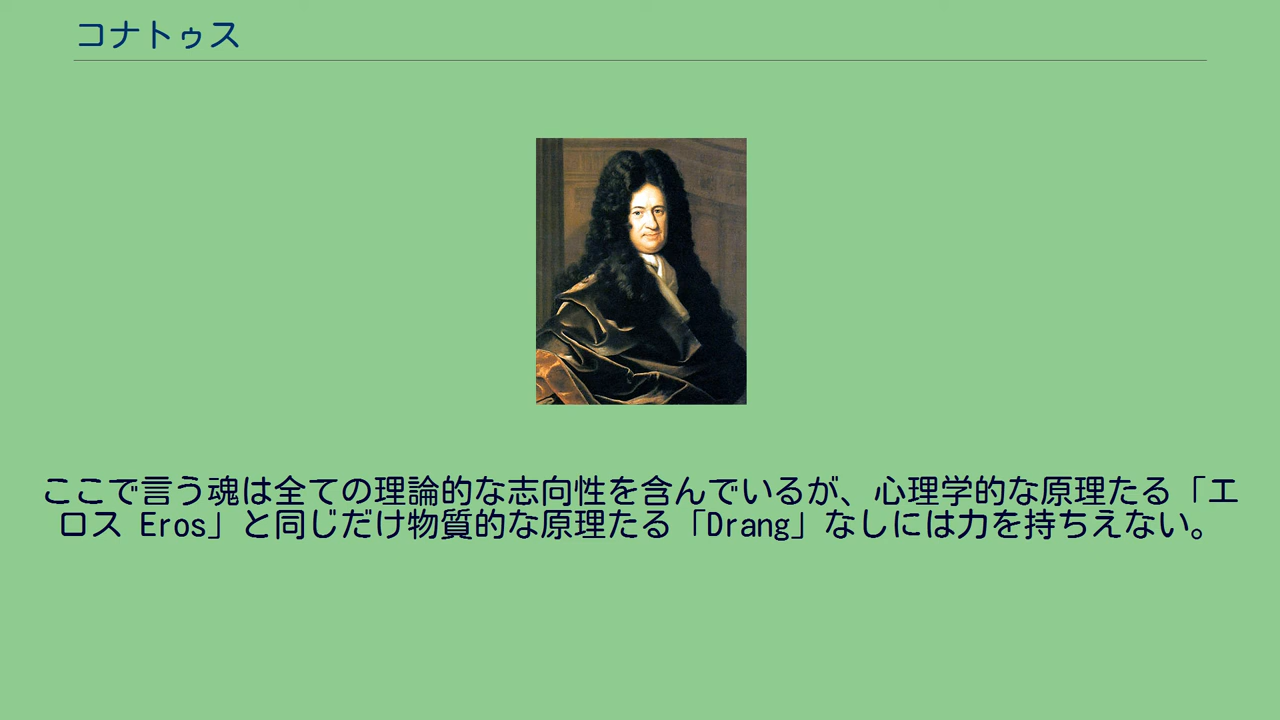 コナトゥス
ここで言う魂は全ての理論的な志向性を含んでいるが、心理学的な原理たる「エ
ロス Eros」と同じだけ物質的な原理たる「Drang」なしには力を持ちえない。